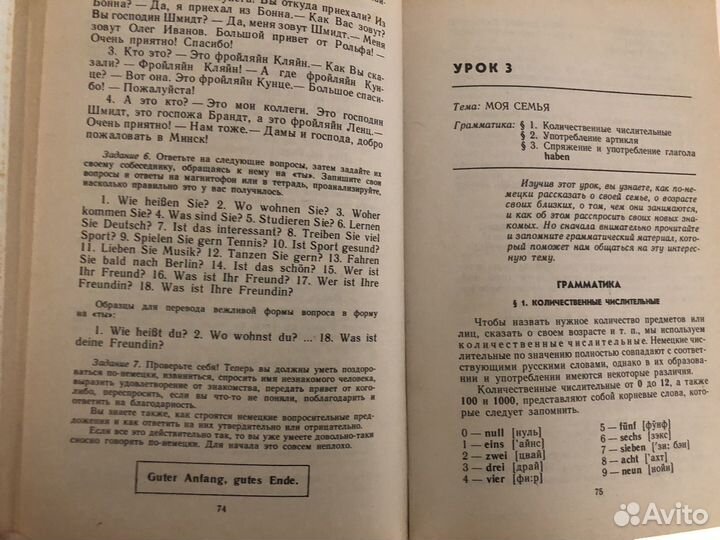 Бонна? — Да, я приехал из Бонна.— Как Вас зовут?
Вы господин Шмидт? — Да, меня зовут Шмидт.— Меня
зовут Олег Иванов. Большой привет от Рольфа! —
Очень приятно! Спасибо!
3. Кто это? — Это фройляйн Кляйн.— Как Вы ска-
зали? — Фройляйн Кляйн! — А где фройляйн Кун-
це? — Вот она. Это фройляйн Кунце.— Большое спаси-
бо! — Пожалуйста!
4. А это кто? — Это мои коллеги. Это господин
Шмидт, это госпожа Брандт, а это фройляйн Ленц.—
Очень приятно! — Нам тоже.— Дамы и господа, добро
пожаловать в Минск!
Задание 6. Ответьте на следующие вопросы, затем задайте их
своему собеседнику, обращаясь к нему на «ты». Запишите свои
вопросы и ответы на магнитофон или в тетрадь, проанализируйте,
насколько правильно это у вас получилось.
1. Wie heißen Sie? 2. Wo wohnen Sie? 3. Woher
kommen Sie? 4. Was sind Sie? 5. Studieren Sie? 6. Lernen
Sie Deutsch? 7. Ist das interessant? 8. Treiben Sie viel
Sport? 9. Spielen Sie gern Tennis? 10. Ist Sport gesund?
11. Lieben Sie Musik? 12. Tanzen Sie gern? 13. Fahren
Sie bald nach Berlin? 14. Ist das schön? 15. Wer ist
Ihr Freund? 16. Was ist Ihr Freund? 17. Wer ist Ihre
Freundin? 18. Was ist Ihre Freundin?
Образцы для перевода вежливой формы вопроса в форму
на «ты»:
1. Wie heißt du? 2. Wo wohnst du? ... 18. Was ist
deine Freundin?
Задание 7. Проверьте себя! Теперь вы должны уметь поздоро-
ваться по-немецки, извиниться, спросить имя незнакомого человека,
выразить удовлетворение от знакомства, передать привет от кого-
либо, переспросить, если вы что-то не поняли, поблагодарить и
ответить на благодарность.
Вы знаете также, как строятся немецкие вопросительные пред-
ложения и как ответить на них утвердительно или отрицательно.
Если все это действительно так, то вы уже умеете довольно-таки
сносно говорить по-немецки. Для начала это совсем неплохо.
Guter Anfang, gutes Ende.
74
УРОК 3
Тема: МОЯ СЕМЬЯ
Грамматика: § 1. Количественные числительные
§ 2. Употребление артикля
§ 3. Спряжение и употребление глагола
haben
Изучив этот урок, вы узнаете, как по-не-
мецки рассказать о своей семье, о возрасте
своих близких, о том, чем они занимаются,
и как об этом расспросить своих новых зна-
комых. Но сначала внимательно прочитайте
и запомните грамматический материал, кото-
рый поможет нам общаться на эту интерес-
ную тему.
ГРАММАТИКА
§ 1. КОЛИЧЕСТВЕННЫЕ ЧИСЛИТЕЛЬНЫЕ
Чтобы назвать нужное количество предметов или
лиц, сказать о своем возрасте и т. п., мы используем
количественные числительные. Немецкие чис-
лительные по значению полностью совпадают с соответ-
ствующими русскими словами, однако в их образова-
нии и употреблении имеются некоторые различия.
Количественные числительные от 0 до 12, а также
100 и 1000, представляют собой корневые слова, кото-
рые следует запомнить.
0 — null [нуль]
1 — eins ['айнс]
2 — zwei [цвай]
3 — drei [драй]
4 — vier [фи:р]
5 — fünf [фўнф]
6 — sechs [зэкс]
7 — sieben ['зи: бэн]
8 — acht ['ахт]
9 — neun [нойн]
75
Avito